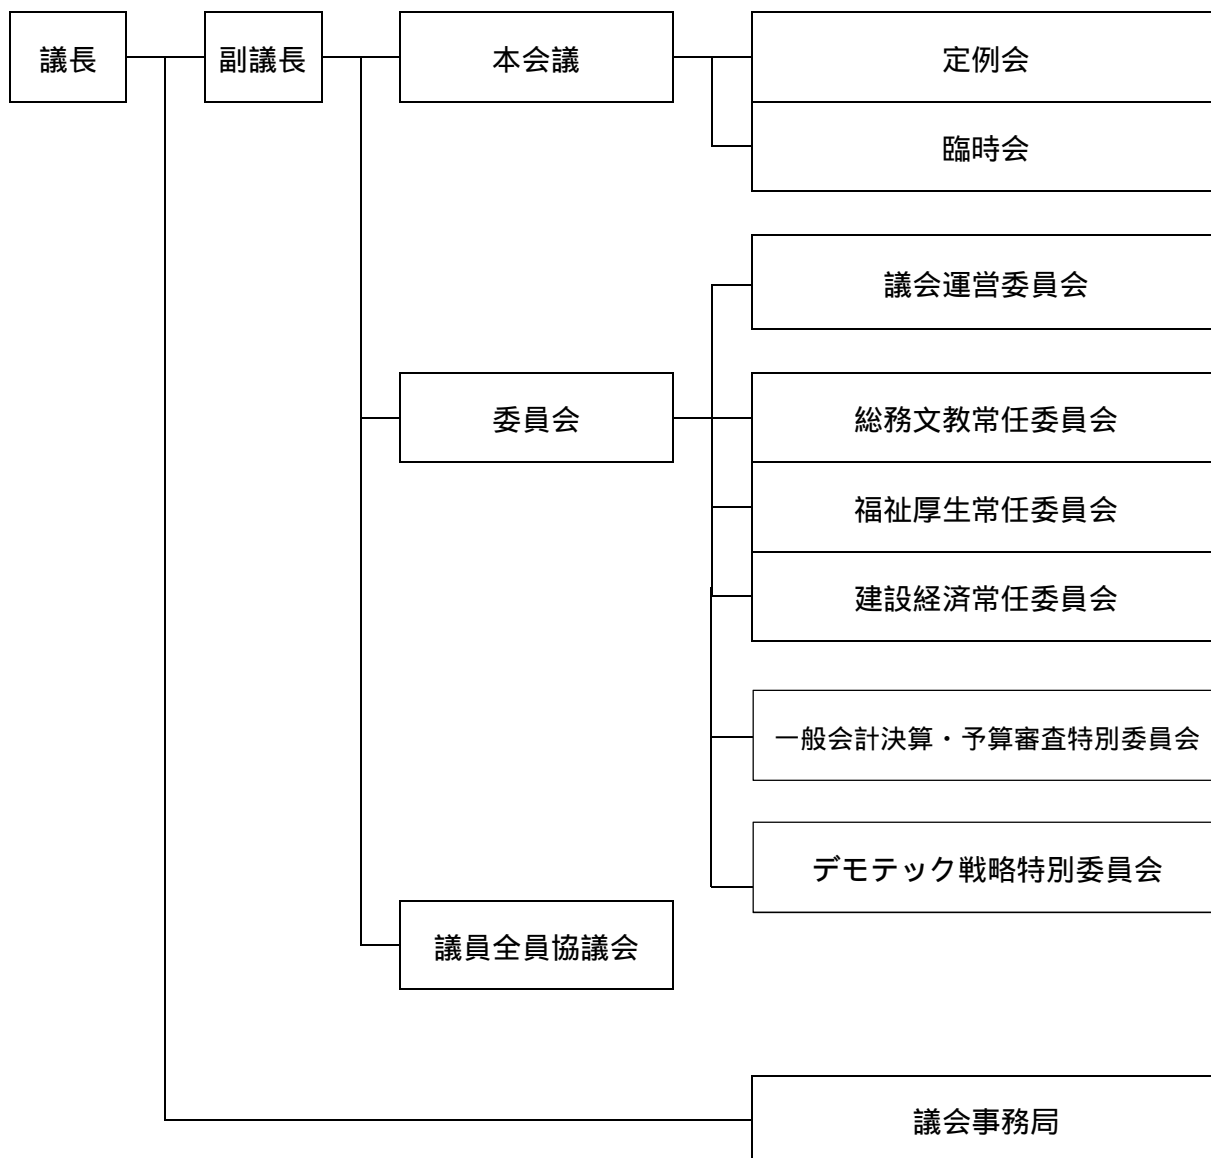 議長
副議長
本会議
定例会
臨時会
議会運営委員会
委員会
総務文教常任委員会
福祉厚生常任委員会
建設経済常任委員会
一般会計決算・予算審査特別委員会
デモテック戦略特別委員会
議員全員協議会
議会事務局